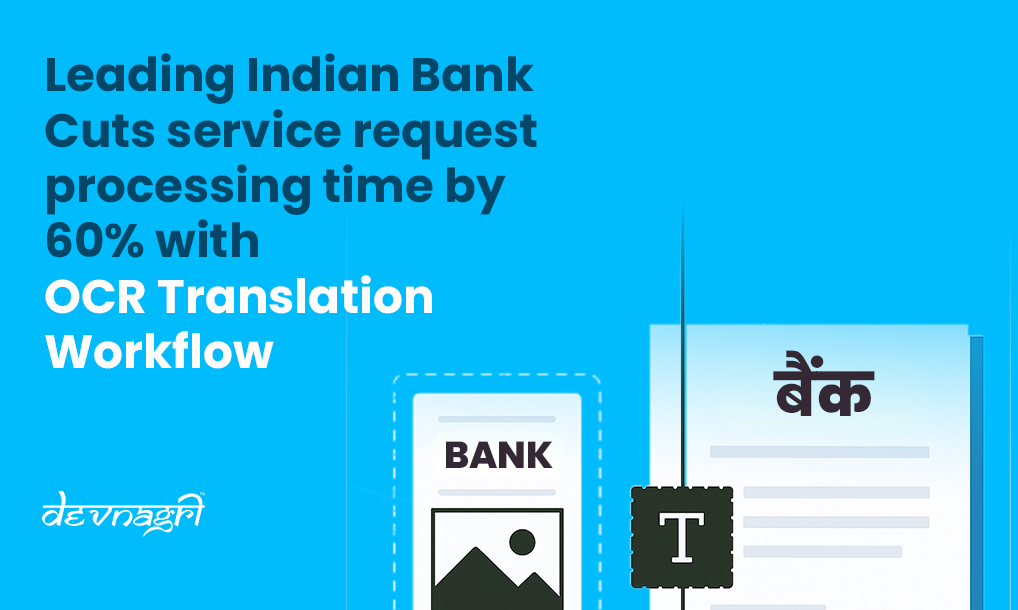 Leading Indian Bank
Cuts service request
processing time by
60% with
OCR Translation
Workflow
BANK
बैंक
T
devnagri